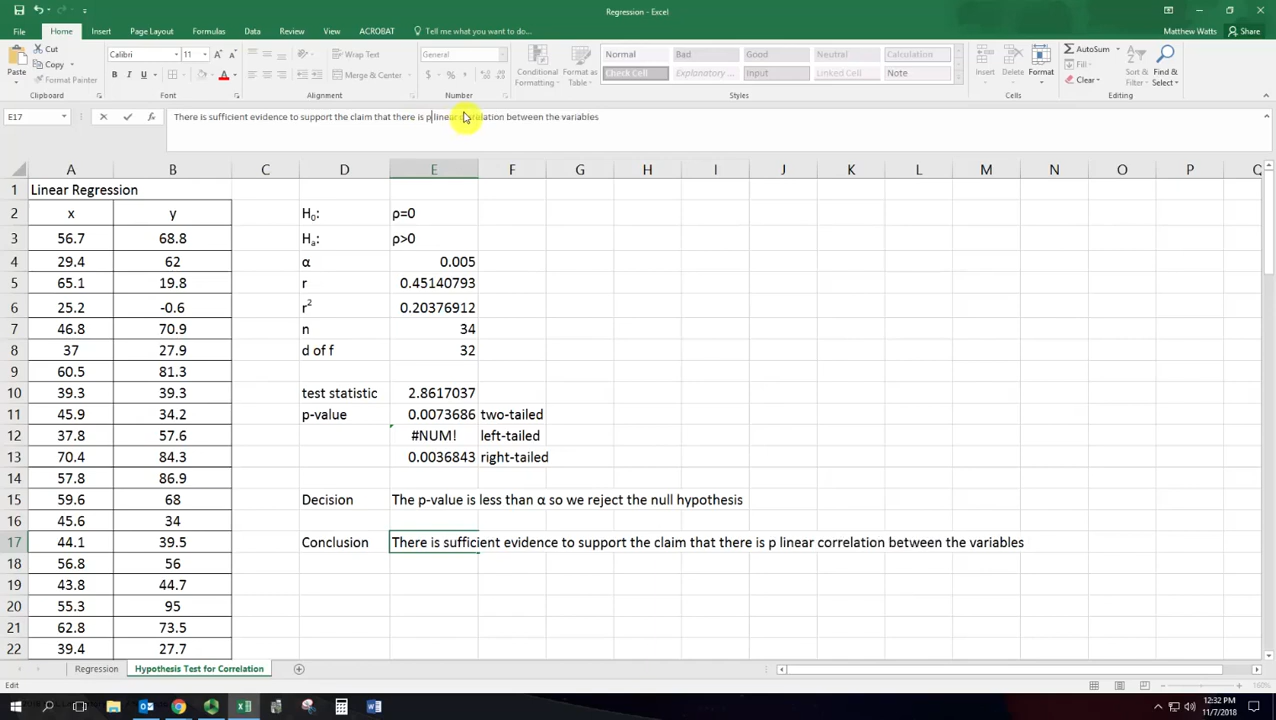 Regression - Excel
File Home Insert Page Layout Formulas Data Review View ACROBAT Tell me what you want to do... Matthew Watts Share
Cut
Copy
Format Painter
Paste
Calibri 11
B I U
Wrap Text
Merge & Center
General
$ % ,
Conditional Formatting
Format as Table
Normal Bad Good Neutral Calculation
Check Cell Explanatory ... Input Linked Cell Note
Insert Delete Format
AutoSum
Fill
Clear
Sort & Filter
Find & Select
Clipboard Font Alignment Number Styles Cells Editing
E17 fx There is sufficient evidence to support the claim that there is p linear correlation between the variables
A B C D E F G H I J K L M N O P Q
1 Linear Regression
2 x y H0: ρ=0
3 56.7 68.8 Ha: ρ>0
4 29.4 62 α 0.005
5 65.1 19.8 r 0.45140793
6 25.2 -0.6 r² 0.20376912
7 46.8 70.9 n 34
8 37 27.9 d of f 32
9 60.5 81.3
10 39.3 39.3 test statistic 2.8617037
11 45.9 34.2 p-value 0.0073686 two-tailed
12 37.8 57.6 #NUM! left-tailed
13 70.4 84.3 0.0036843 right-tailed
14 57.8 86.9
15 59.6 68 Decision The p-value is less than α so we reject the null hypothesis
16 45.6 34
17 44.1 39.5 Conclusion There is sufficient evidence to support the claim that there is p linear correlation between the variables
18 56.8 56
19 43.8 44.7
20 55.3 95
21 62.8 73.5
22 39.4 27.7
Regression Hypothesis Test for Correlation
Edit 160%
12:32 PM
11/7/2018